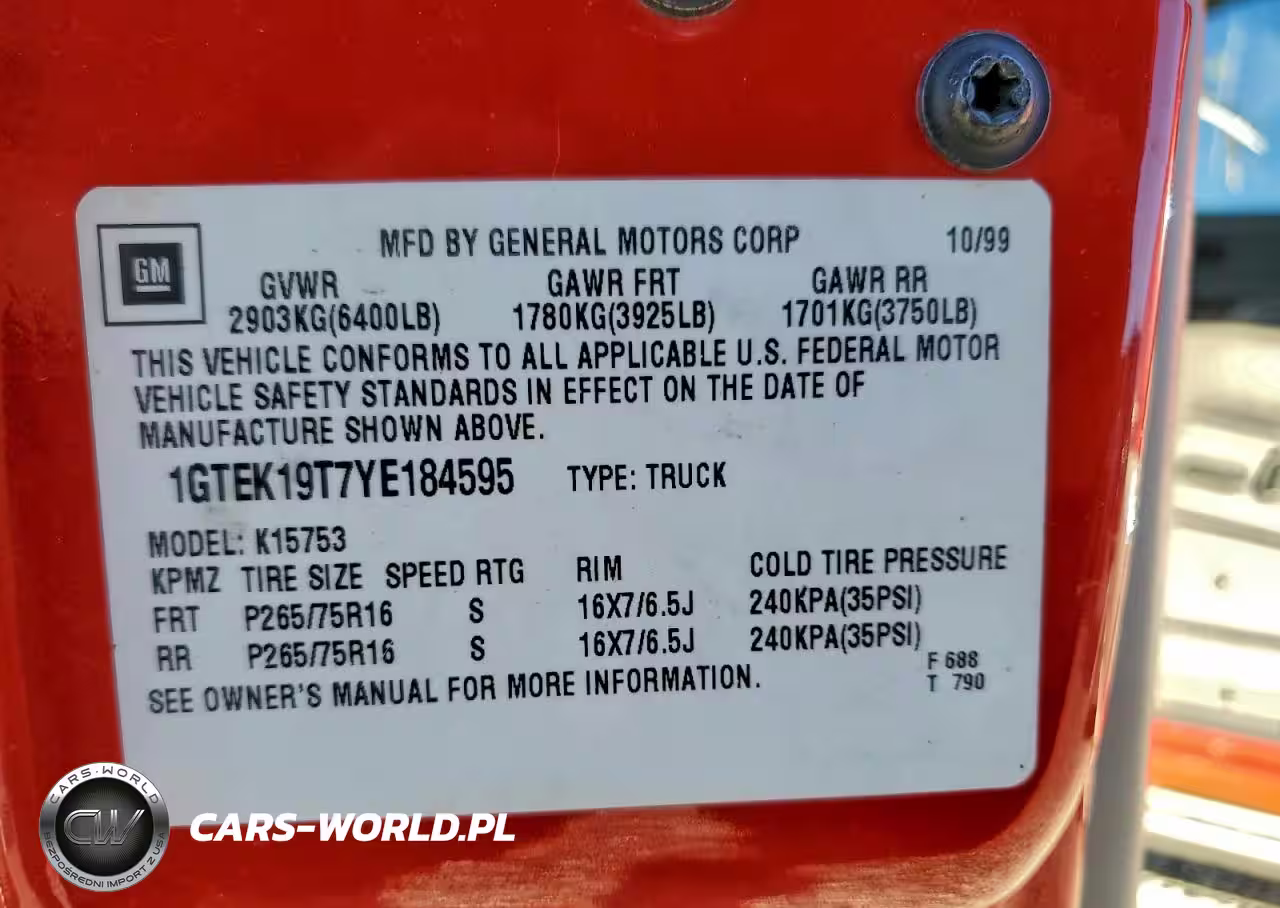 MFD BY GENERAL MOTORS CORP 10/99
GM
GVWR GAWR FRT GAWR RR
2903KG(6400LB) 1780KG(3925LB) 1701KG(3750LB)
THIS VEHICLE CONFORMS TO ALL APPLICABLE U.S. FEDERAL MOTOR
VEHICLE SAFETY STANDARDS IN EFFECT ON THE DATE OF
MANUFACTURE SHOWN ABOVE.
1GTEK19T7YE184595 TYPE: TRUCK
MODEL: K15753
KPMZ TIRE SIZE SPEED RTG RIM COLD TIRE PRESSURE
FRT P265/75R16 S 16X7/6.5J 240KPA(35PSI)
RR P265/75R16 S 16X7/6.5J 240KPA(35PSI)
F 688
T 790
SEE OWNER'S MANUAL FOR MORE INFORMATION.
CARS-WORLD
CW
BEZPOŚREDNI IMPORT Z USA
CARS-WORLD.PL